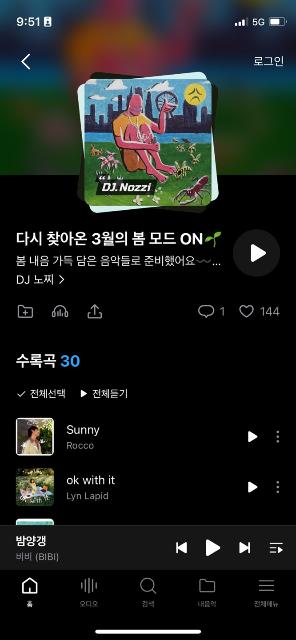 9:51
5G
로그인
DJ. Nozzi
다시 찾아온 3월의 봄 모드 ON🌱
봄 내음 가득 담은 음악들로 준비했어요〰️...
DJ 노찌 >
1
144
수록곡 30
전체선택
전체듣기
Sunny
Rocco
ok with it
Lyn Lapid
밤양갱
비비 (BIBI)
홈
오디오
검색
내음악
전체메뉴